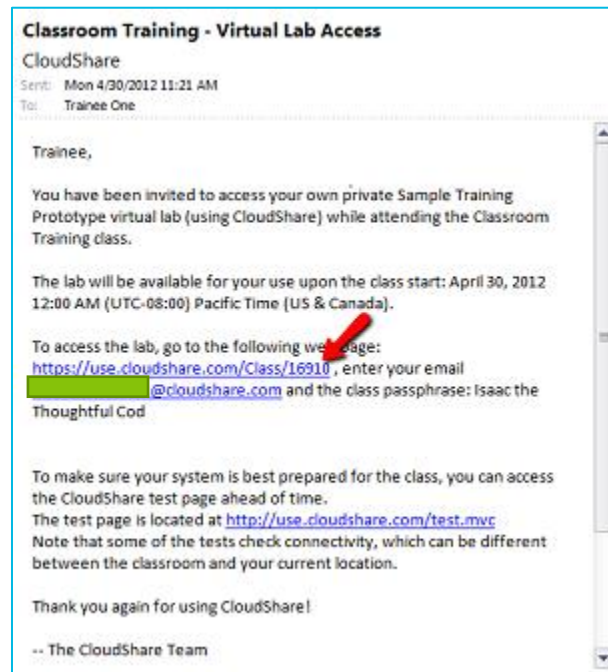 Classroom Training - Virtual Lab Access
CloudShare
Sent: Mon 4/30/2012 11:21 AM
To: Trainee One
Trainee,
You have been invited to access your own private Sample Training
Prototype virtual lab (using CloudShare) while attending the Classroom
Training class.
The lab will be available for your use upon the class start: April 30, 2012
12:00 AM (UTC-08:00) Pacific Time (US & Canada).
To access the lab, go to the following web page:
https://use.cloudshare.com/Class/16910 , enter your email
@cloudshare.com and the class passphrase: Isaac the
Thoughtful Cod
To make sure your system is best prepared for the class, you can access
the CloudShare test page ahead of time.
The test page is located at http://use.cloudshare.com/test.mvc
Note that some of the tests check connectivity, which can be different
between the classroom and your current location.
Thank you again for using CloudShare!
-- The CloudShare Team